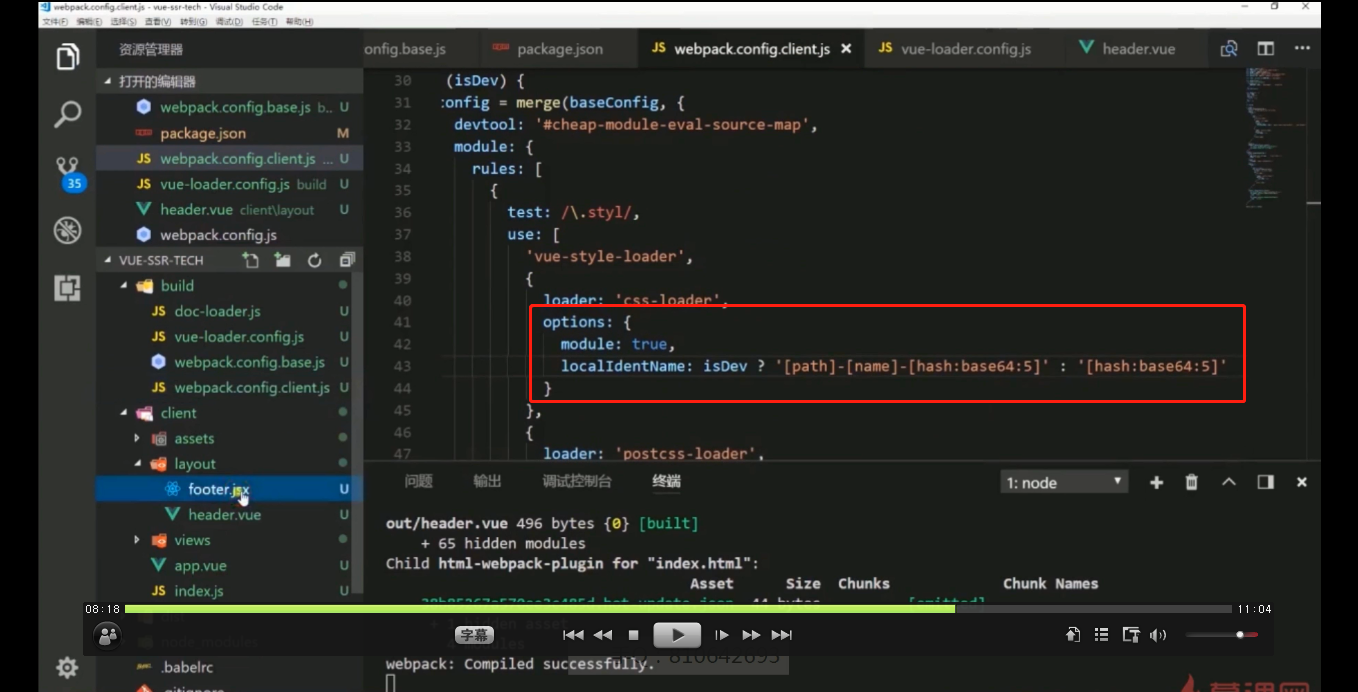 webpack.config.client.js - vue-ssr-tech - Visual Studio Code
文件(F) 编辑(E) 选择(S) 查看(V) 转到(G) 调试(D) 任务(T) 帮助(H)
资源管理器
onfig.base.js
package.json
JS webpack.config.client.js ×
JS vue-loader.config.js
header.vue
打开的编辑器
webpack.config.base.js b... U
package.json M
JS webpack.config.client.js ... U
JS vue-loader.config.js build U
header.vue client\layout U
webpack.config.js
35
VUE-SSR-TECH
build
JS doc-loader.js U
JS vue-loader.config.js U
webpack.config.base.js U
JS webpack.config.client.js U
client
assets
layout
footer.jsx U
header.vue U
views
app.vue U
JS index.js U
node_modules
.babelrc
.gitignore
30 (isDev) {
31 :onfig = merge(baseConfig, {
32 devtool: '#cheap-module-eval-source-map',
33 module: {
34 rules: [
35 {
36 test: /\.styl/,
37 use: [
38 'vue-style-loader',
39 {
40 loader: 'css-loader',
41 options: {
42 module: true,
43 localIdentName: isDev ? '[path]-[name]-[hash:base64:5]' : '[hash:base64:5]'
44 }
45 },
46 {
47 loader: 'postcss-loader',
问题 输出 调试控制台 终端
1: node
out/header.vue 496 bytes {0} [built]
+ 65 hidden modules
Child html-webpack-plugin for "index.html":
Asset Size Chunks Chunk Names
08:18
11:04
字幕
webpack: Compiled successfully.